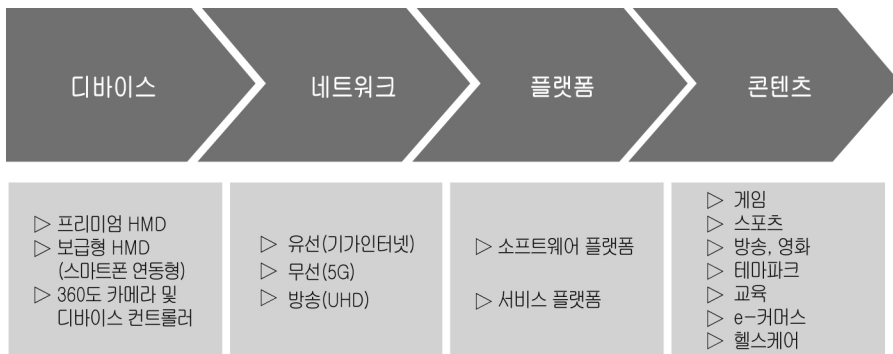 디바이스
네트워크
플랫폼
콘텐츠
▷ 프리미엄 HMD
▷ 보급형 HMD
(스마트폰 연동형)
▷ 360도 카메라 및
디바이스 컨트롤러
▷ 유선(기가인터넷)
▷ 무선(5G)
▷ 방송(UHD)
▷ 소프트웨어 플랫폼
▷ 서비스 플랫폼
▷ 게임
▷ 스포츠
▷ 방송, 영화
▷ 테마파크
▷ 교육
▷ e-커머스
▷ 헬스케어